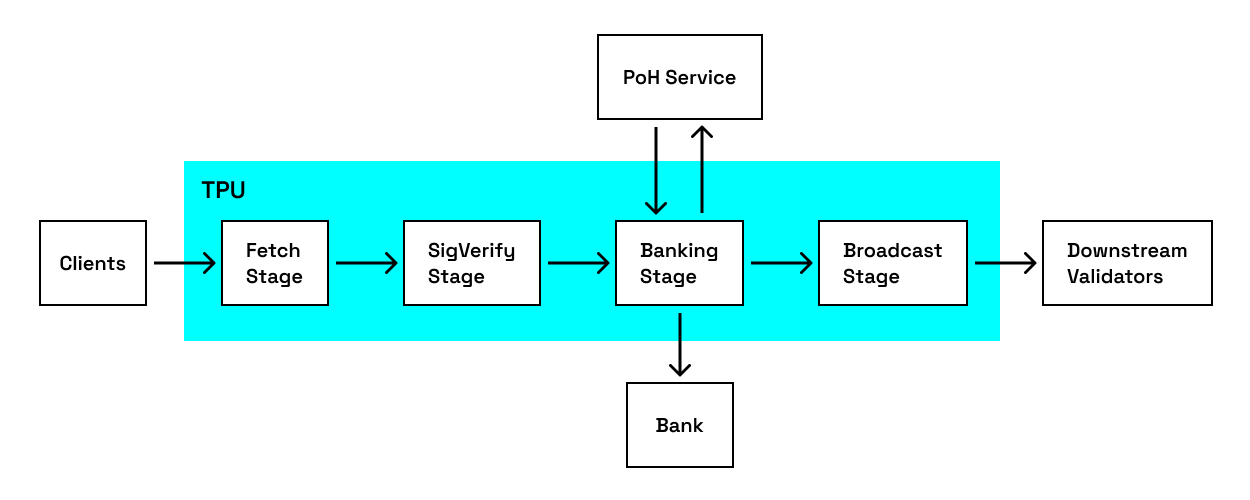 PoH Service
TPU
Clients
Fetch
Stage
SigVerify
Stage
Banking
Stage
Broadcast
Stage
Downstream
Validators
Bank